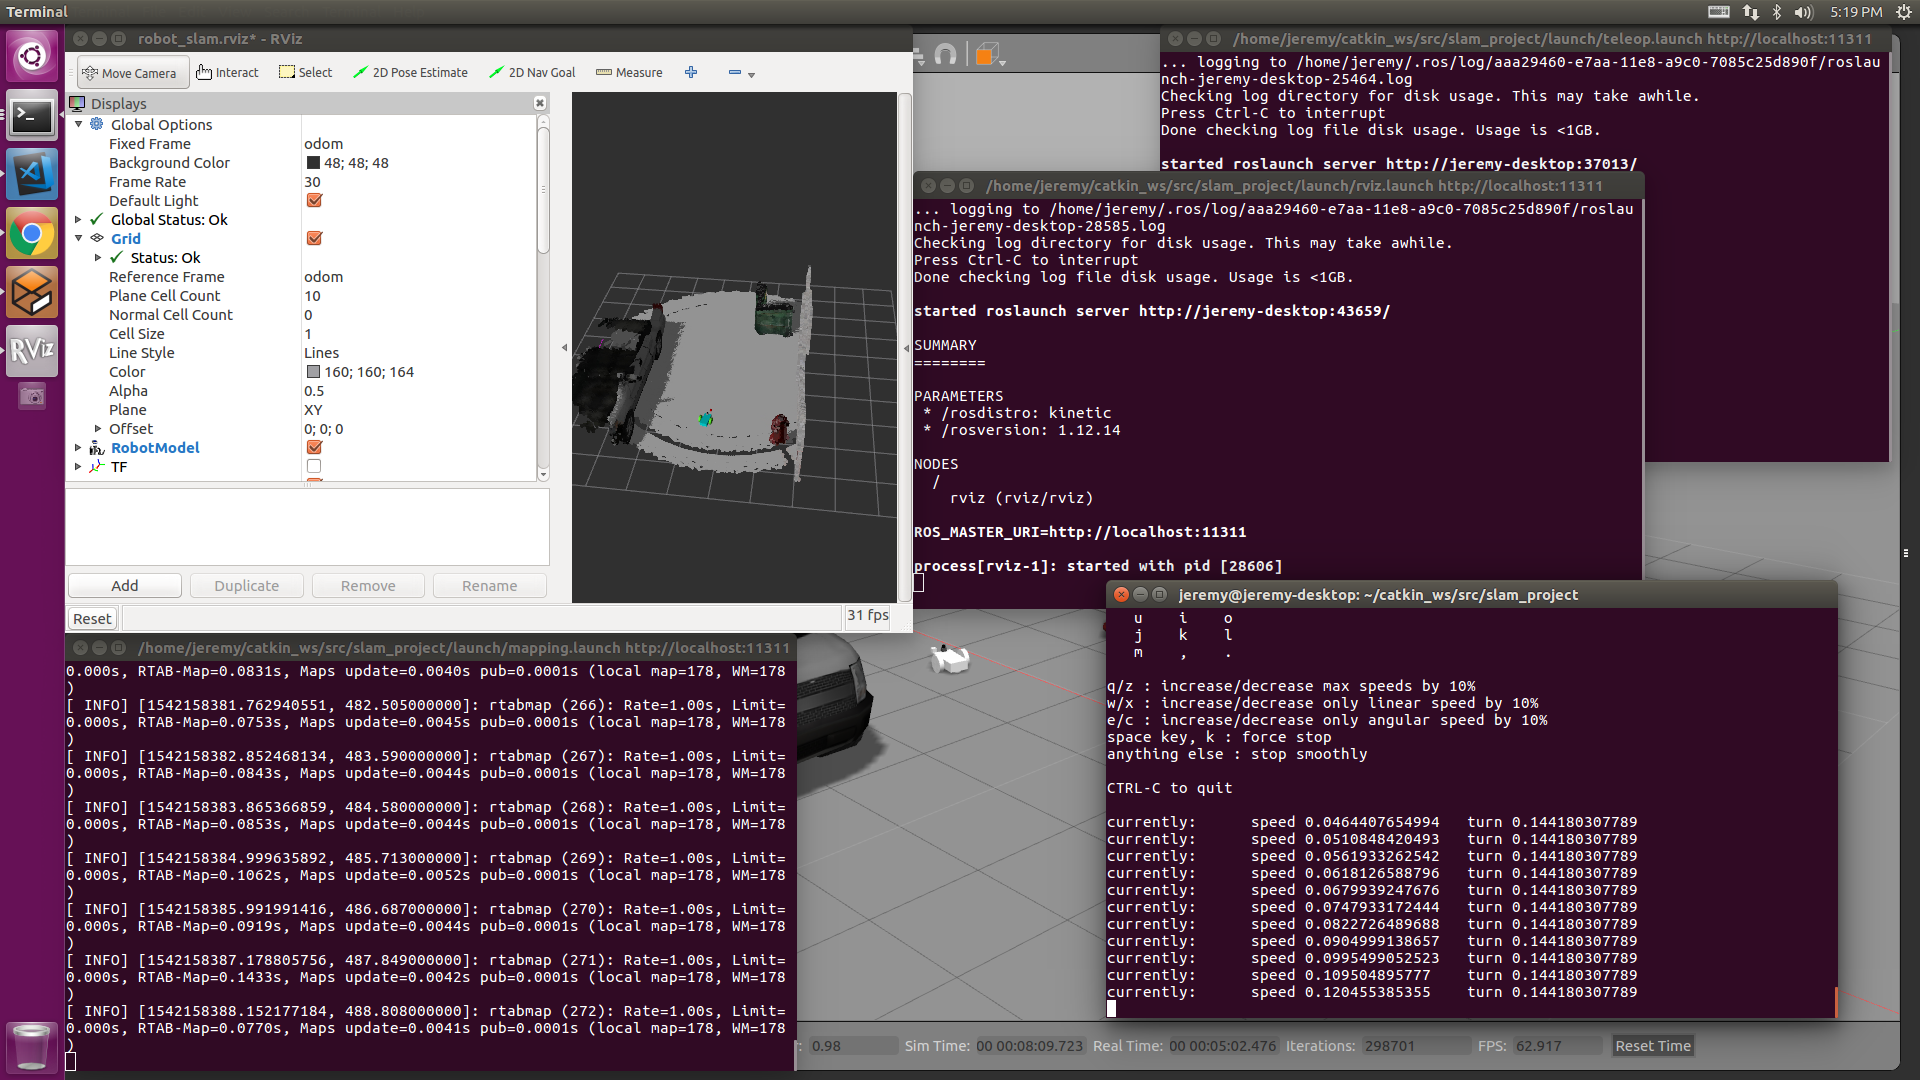 Terminal
5:19 PM
robot_slam.rviz* - RViz
Move Camera
Interact
Select
2D Pose Estimate
2D Nav Goal
Measure
Displays
Global Options
Fixed Frame odom
Background Color 48; 48; 48
Frame Rate 30
Default Light
Global Status: Ok
Grid
Status: Ok
Reference Frame odom
Plane Cell Count 10
Normal Cell Count 0
Cell Size 1
Line Style Lines
Color 160; 160; 164
Alpha 0.5
Plane XY
Offset 0; 0; 0
RobotModel
TF
Add
Duplicate
Remove
Rename
Reset
31 fps
RViz
/home/jeremy/catkin_ws/src/slam_project/launch/teleop.launch http://localhost:11311
... logging to /home/jeremy/.ros/log/aaa29460-e7aa-11e8-a9c0-7085c25d890f/roslau
nch-jeremy-desktop-25464.log
Checking log directory for disk usage. This may take awhile.
Press Ctrl-C to interrupt
Done checking log file disk usage. Usage is <1GB.
started roslaunch server http://jeremy-desktop:37013/
/home/jeremy/catkin_ws/src/slam_project/launch/rviz.launch http://localhost:11311
... logging to /home/jeremy/.ros/log/aaa29460-e7aa-11e8-a9c0-7085c25d890f/roslau
nch-jeremy-desktop-28585.log
Checking log directory for disk usage. This may take awhile.
Press Ctrl-C to interrupt
Done checking log file disk usage. Usage is <1GB.
started roslaunch server http://jeremy-desktop:43659/
SUMMARY
========
PARAMETERS
* /rosdistro: kinetic
* /rosversion: 1.12.14
NODES
/
rviz (rviz/rviz)
ROS_MASTER_URI=http://localhost:11311
process[rviz-1]: started with pid [28606]
/home/jeremy/catkin_ws/src/slam_project/launch/mapping.launch http://localhost:11311
0.000s, RTAB-Map=0.0831s, Maps update=0.0040s pub=0.0001s (local map=178, WM=178
)
[ INFO] [1542158381.762940551, 482.505000000]: rtabmap (266): Rate=1.00s, Limit=
0.000s, RTAB-Map=0.0753s, Maps update=0.0045s pub=0.0001s (local map=178, WM=178
)
[ INFO] [1542158382.852468134, 483.590000000]: rtabmap (267): Rate=1.00s, Limit=
0.000s, RTAB-Map=0.0843s, Maps update=0.0044s pub=0.0001s (local map=178, WM=178
)
[ INFO] [1542158383.865366859, 484.580000000]: rtabmap (268): Rate=1.00s, Limit=
0.000s, RTAB-Map=0.0853s, Maps update=0.0044s pub=0.0001s (local map=178, WM=178
)
[ INFO] [1542158384.999635892, 485.713000000]: rtabmap (269): Rate=1.00s, Limit=
0.000s, RTAB-Map=0.1062s, Maps update=0.0052s pub=0.0001s (local map=178, WM=178
)
[ INFO] [1542158385.991991416, 486.687000000]: rtabmap (270): Rate=1.00s, Limit=
0.000s, RTAB-Map=0.0919s, Maps update=0.0044s pub=0.0001s (local map=178, WM=178
)
[ INFO] [1542158387.178805756, 487.849000000]: rtabmap (271): Rate=1.00s, Limit=
0.000s, RTAB-Map=0.1433s, Maps update=0.0042s pub=0.0001s (local map=178, WM=178
)
[ INFO] [1542158388.152177184, 488.808000000]: rtabmap (272): Rate=1.00s, Limit=
0.000s, RTAB-Map=0.0770s, Maps update=0.0041s pub=0.0001s (local map=178, WM=178
)
jeremy@jeremy-desktop: ~/catkin_ws/src/slam_project
u i o
j k l
m , .
q/z : increase/decrease max speeds by 10%
w/x : increase/decrease only linear speed by 10%
e/c : increase/decrease only angular speed by 10%
space key, k : force stop
anything else : stop smoothly
CTRL-C to quit
currently: speed 0.0464407654994 turn 0.144180307789
currently: speed 0.0510848420493 turn 0.144180307789
currently: speed 0.0561933262542 turn 0.144180307789
currently: speed 0.0618126588796 turn 0.144180307789
currently: speed 0.0679939247676 turn 0.144180307789
currently: speed 0.0747933172444 turn 0.144180307789
currently: speed 0.0822726489688 turn 0.144180307789
currently: speed 0.0904999138657 turn 0.144180307789
currently: speed 0.0995499052523 turn 0.144180307789
currently: speed 0.109504895777 turn 0.144180307789
currently: speed 0.120455385355 turn 0.144180307789
: 0.98 Sim Time: 00 00:08:09.723 Real Time: 00 00:05:02.476 Iterations: 298701 FPS: 62.917 Reset Time